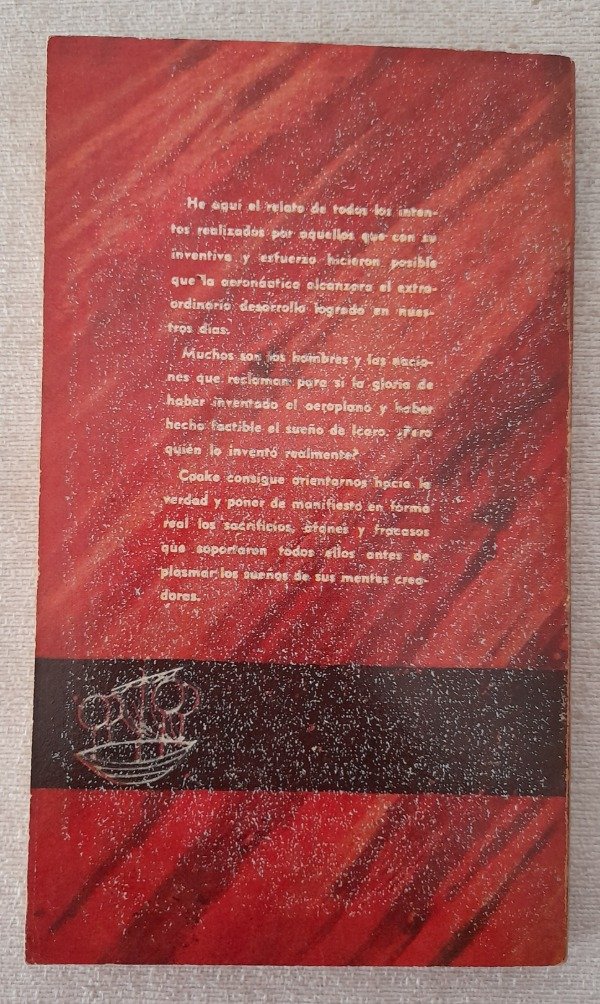 He aquí el relato de todos los inten-
tos realizados por aquellos que con su
inventiva y esfuerzo hicieron posible
que la aeronáutica alcanzara el extra-
ordinario desarrollo logrado en nues-
tros días.
Muchos son los hombres y las nacio-
nes que reclaman para sí la gloria de
haber inventado el aeroplano y haber
hecho factible el sueño de Icaro. ¿Pero
quién lo inventó realmente?
Cooke consigue orientarnos hacia la
verdad y poner de manifiesto en forma
real los sacrificios, afanes y fracasos
que soportaron todos ellos antes de
plasmar los sueños de sus mentes crea-
doras.